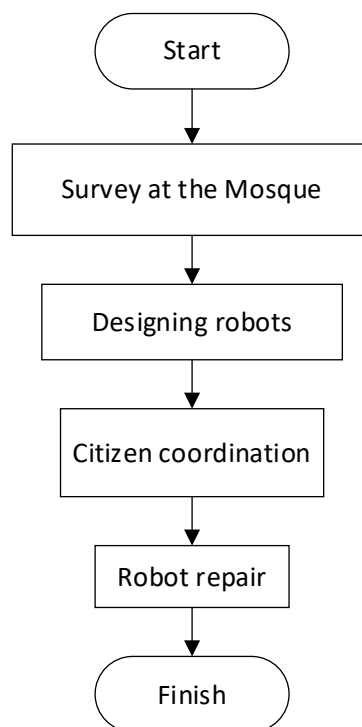 Start
Survey at the Mosque
Designing robots
Citizen coordination
Robot repair
Finish